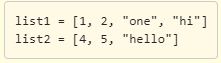 list1 = [1, 2, "one", "hi"]
list2 = [4, 5, "hello"]